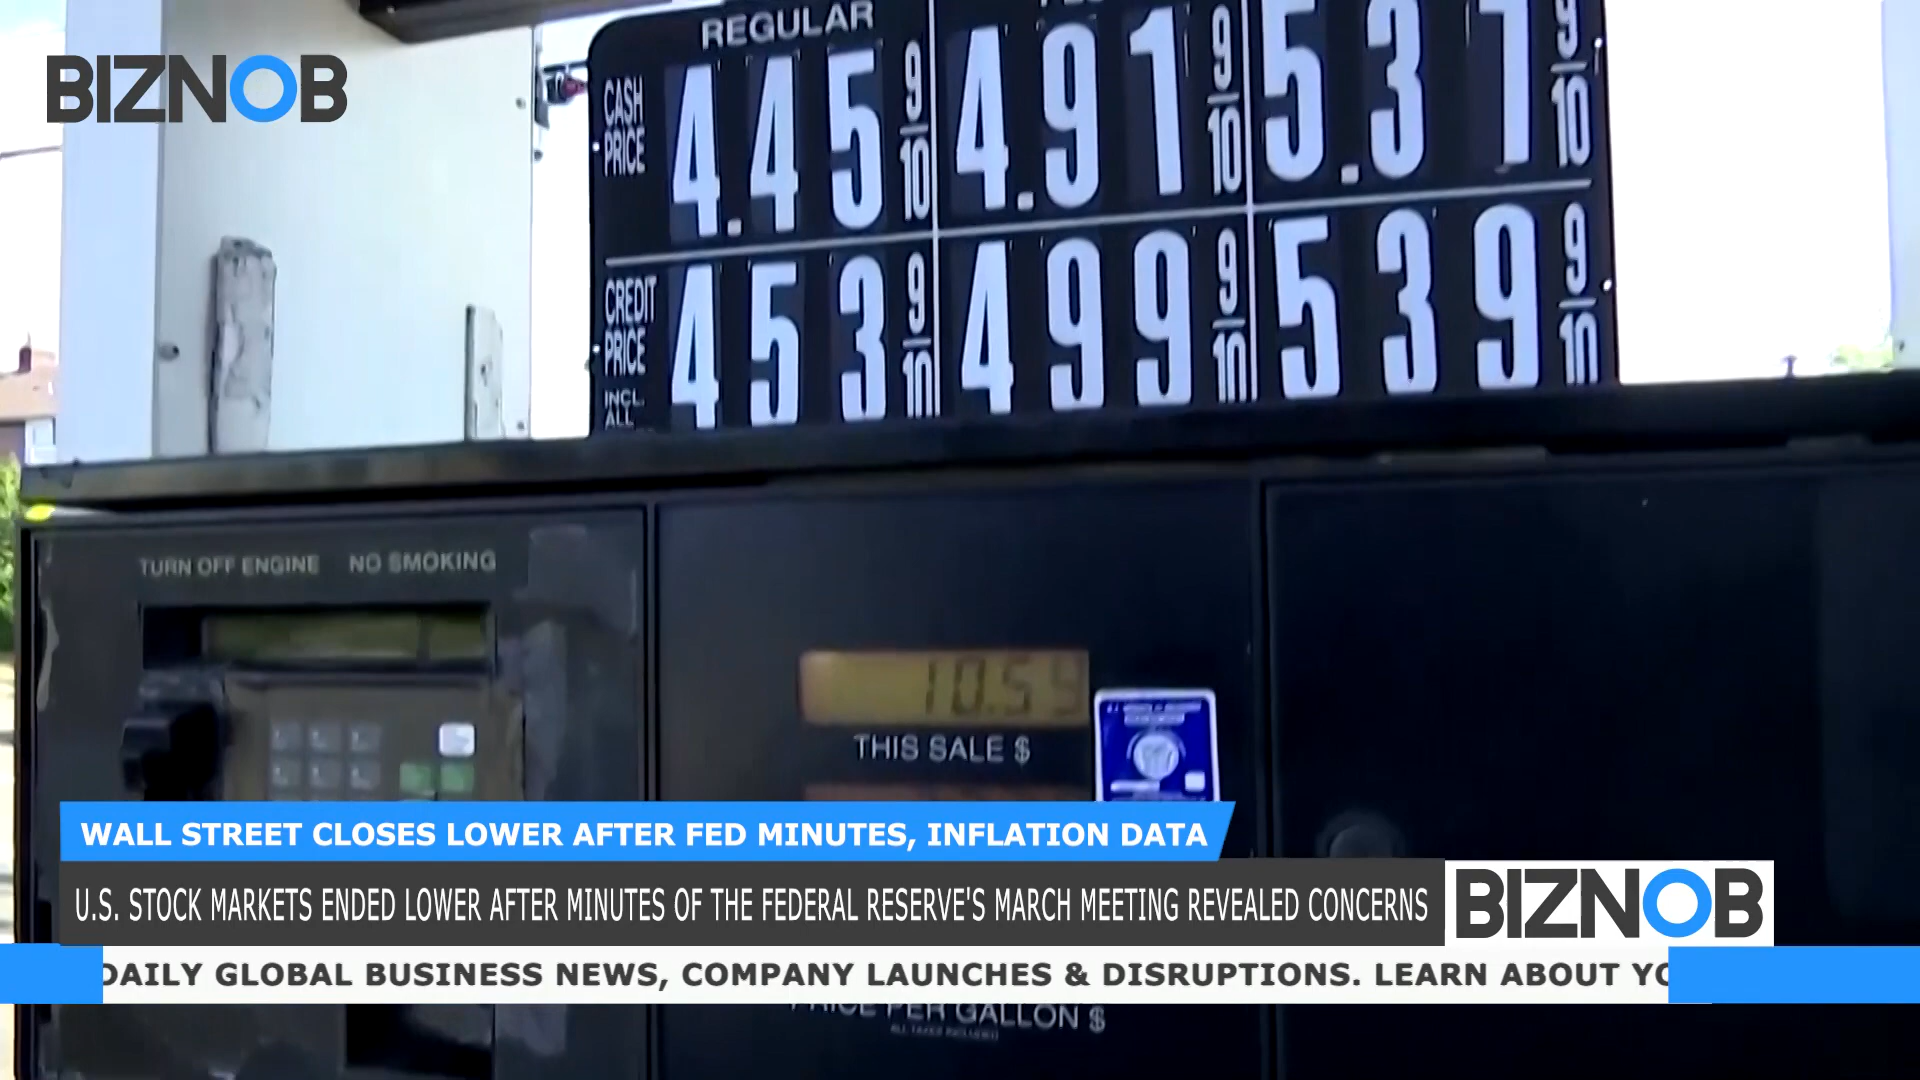 BIZNOB
REGULAR
CASH PRICE 4.45 9/10 4.91 9/10 5.37 9/10
CREDIT PRICE 4 53 9/10 4 99 9/10 5 39 9/10
INCL.
ALL
TURN OFF ENGINE NO SMOKING
10.59
THIS SALE $
WALL STREET CLOSES LOWER AFTER FED MINUTES, INFLATION DATA
U.S. STOCK MARKETS ENDED LOWER AFTER MINUTES OF THE FEDERAL RESERVE'S MARCH MEETING REVEALED CONCERNS
BIZNOB
DAILY GLOBAL BUSINESS NEWS, COMPANY LAUNCHES & DISRUPTIONS. LEARN ABOUT YO
PRICE PER GALLON $